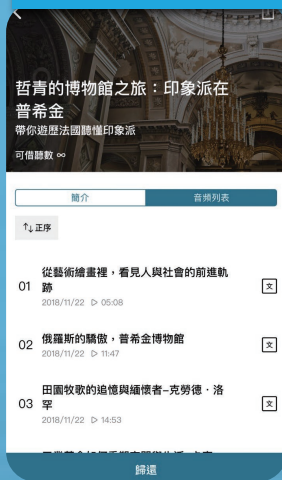 哲青的博物館之旅：印象派在
普希金
帶你遊歷法國聽懂印象派
可借聽數 ∞
簡介
音頻列表
↑↓ 正序
從藝術繪畫裡，看見人與社會的前進軌
01 跡
文
2018/11/22 ▷ 05:08
02 俄羅斯的驕傲，普希金博物館
文
2018/11/22 ▷ 11:47
田園牧歌的追憶與緬懷者–克勞德．洛
03 罕
文
2018/11/22 ▷ 14:53
歸還